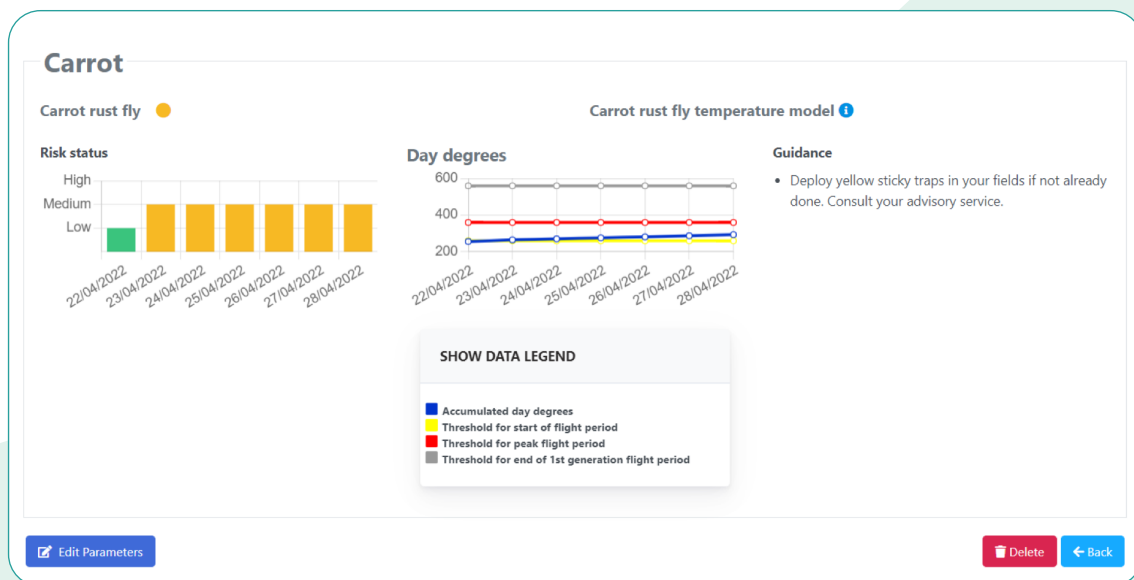 Carrot
Carrot rust fly
Carrot rust fly temperature model
Risk status
High
Medium
Low
22/04/2022
23/04/2022
24/04/2022
25/04/2022
26/04/2022
27/04/2022
28/04/2022
Day degrees
600
400
200
22/04/2022
23/04/2022
24/04/2022
25/04/2022
26/04/2022
27/04/2022
28/04/2022
Guidance
Deploy yellow sticky traps in your fields if not already
done. Consult your advisory service.
SHOW DATA LEGEND
Accumulated day degrees
Threshold for start of flight period
Threshold for peak flight period
Threshold for end of 1st generation flight period
Edit Parameters
Delete
Back